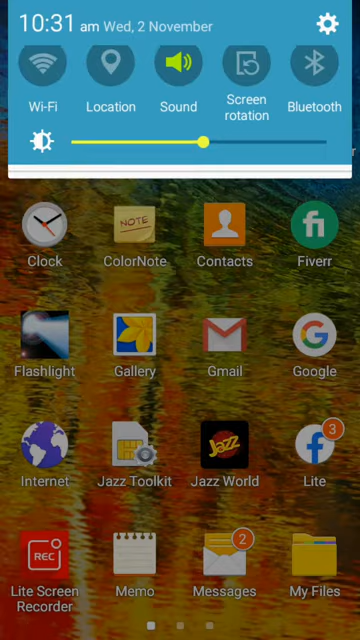 10:31 am Wed, 2 November
Wi-Fi
Location
Sound
Screen
rotation
Bluetooth
Clock
NOTE
ColorNote
Contacts
fi
Fiverr
Flashlight
Gallery
Gmail
G
Google
Internet
Jazz Toolkit
Jazz
Jazz World
3
Lite
REC
Lite Screen
Recorder
Memo
2
Messages
My Files